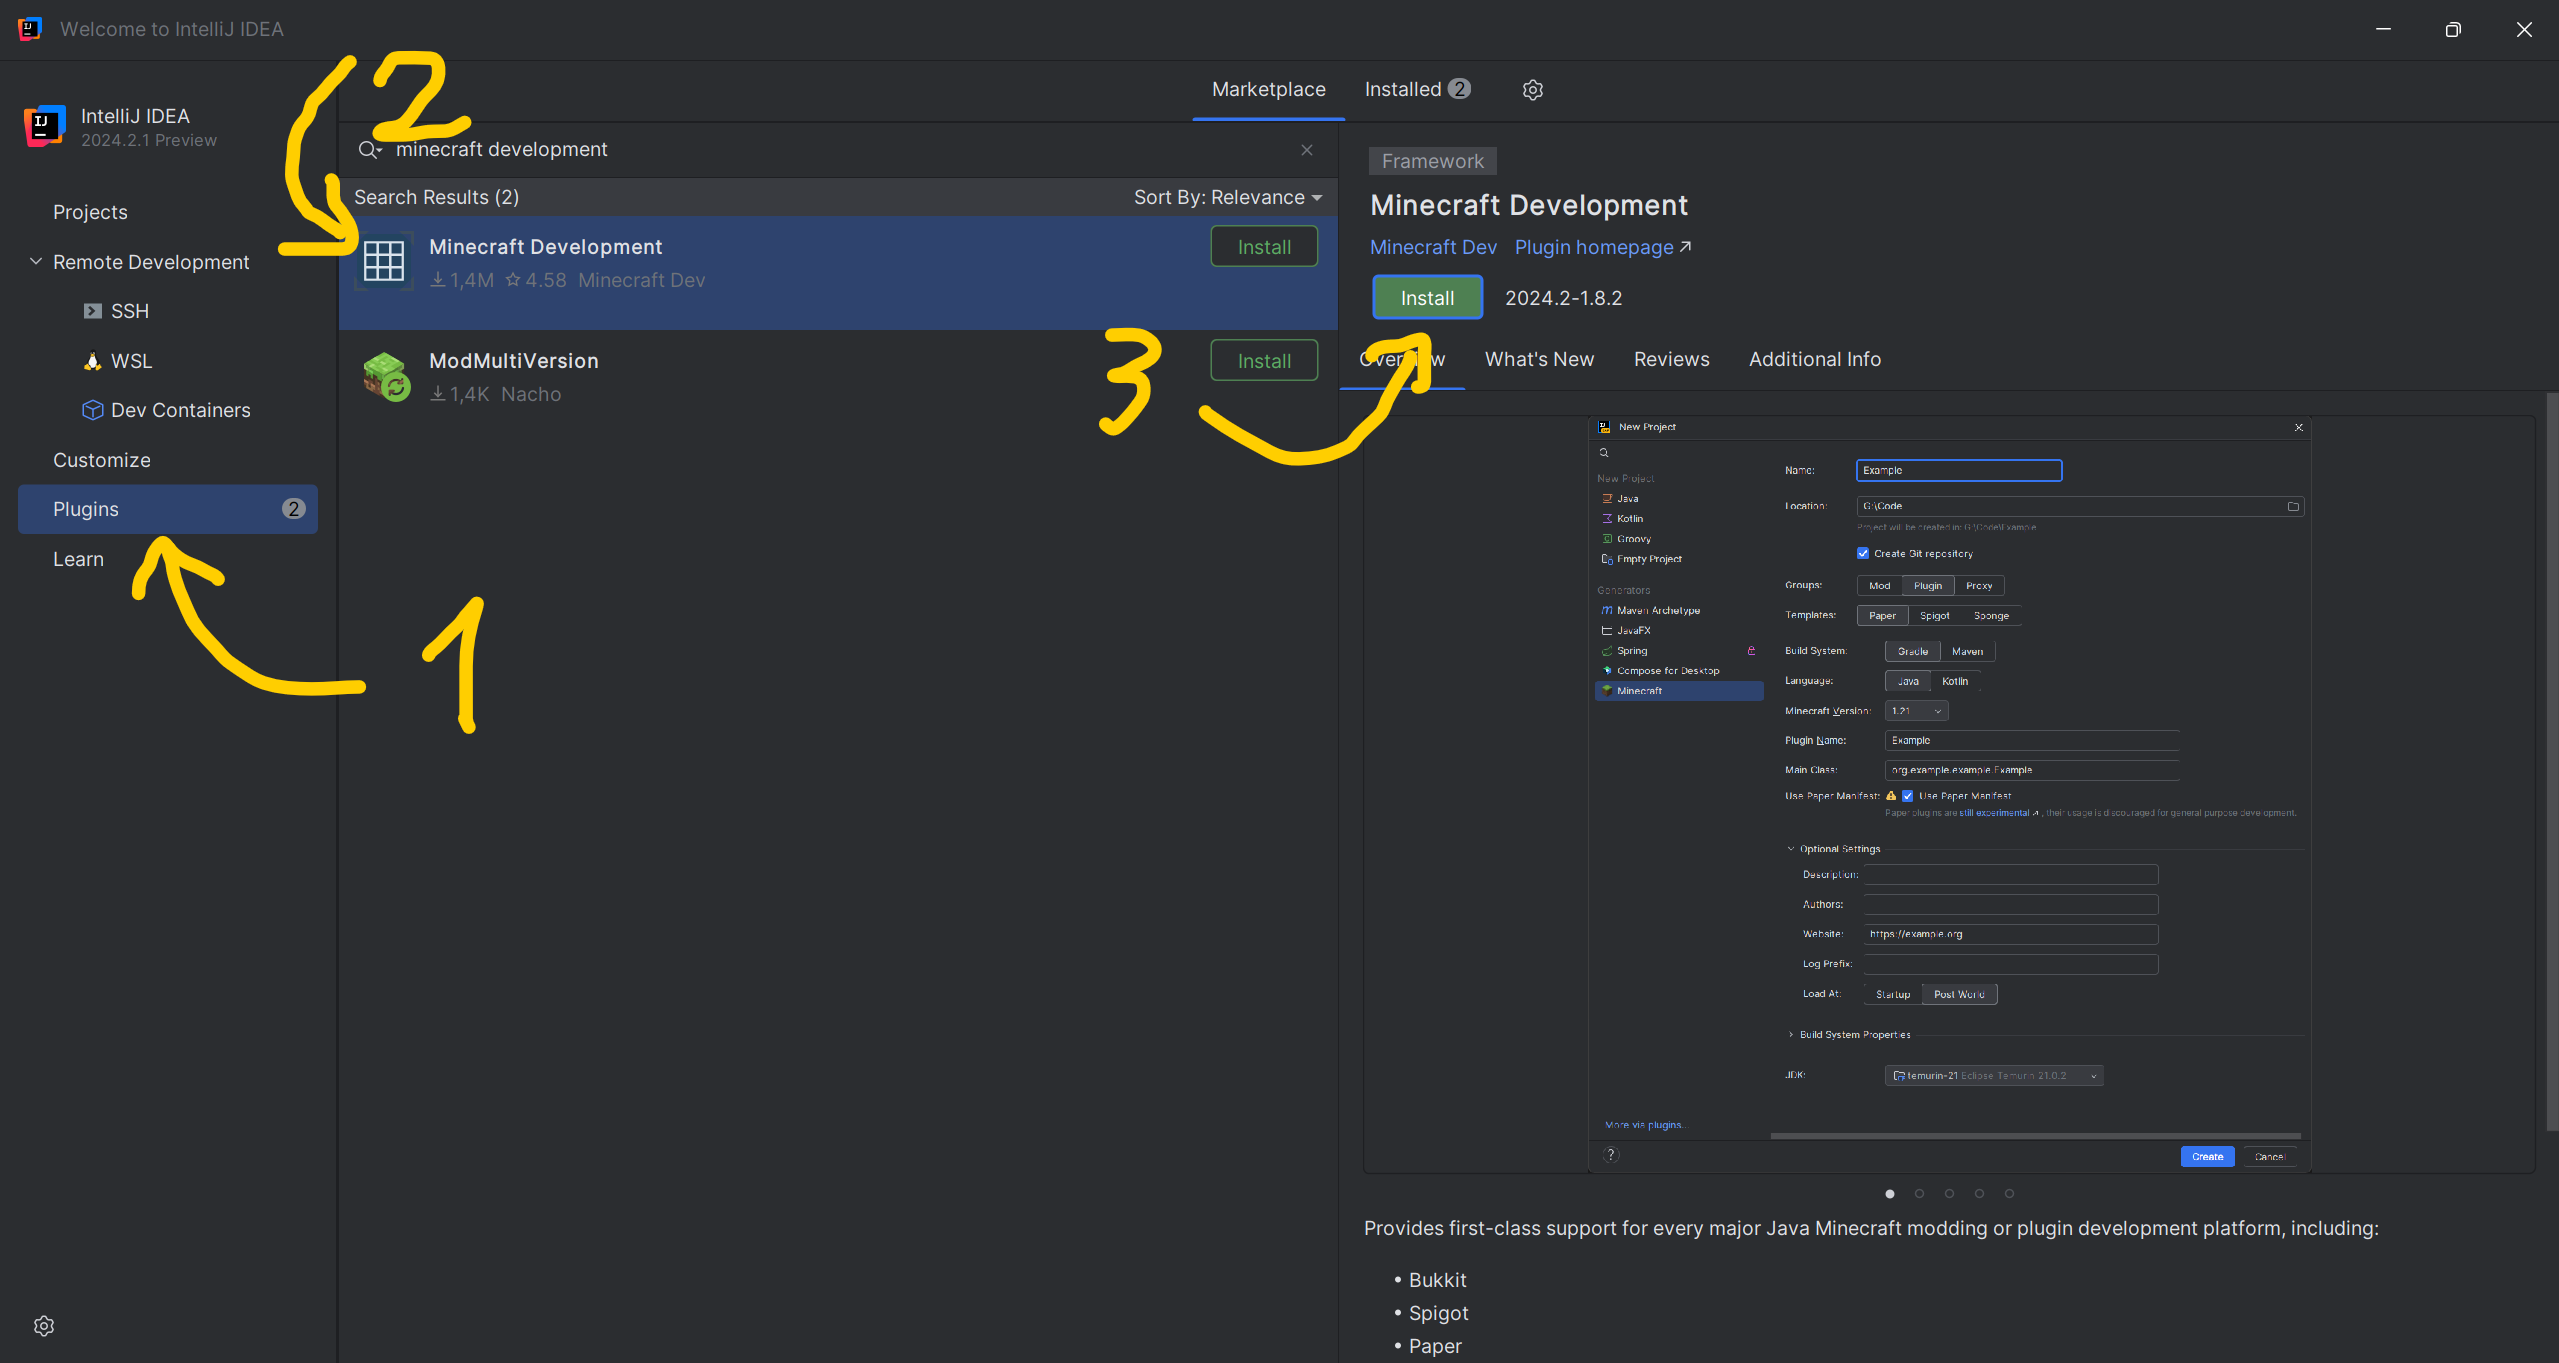 Welcome to IntelliJ IDEA
IntelliJ IDEA
2024.2.1 Preview
Projects
Remote Development
SSH
WSL
Dev Containers
Customize
Plugins 2
Learn
1
2
3
Marketplace Installed 2
minecraft development
Search Results (2) Sort By: Relevance
Minecraft Development Install
1,4M 4.58 Minecraft Dev
ModMultiVersion Install
1,4K Nacho
Framework
Minecraft Development
Minecraft Dev Plugin homepage
Install 2024.2-1.8.2
Overview What's New Reviews Additional Info
New Project
New Project
Java
Kotlin
Groovy
Empty Project
Generators
Maven Archetype
JavaFX
Spring
Compose for Desktop
Minecraft
More via plugins...
Name: Example
Location: G:\Code
Project will be created in: G:\Code\Example
Create Git repository
Groups: Mod Plugin Proxy
Templates: Paper Spigot Sponge
Build System: Gradle Maven
Language: Java Kotlin
Minecraft Version: 1.21
Plugin Name: Example
Main Class: org.example.example.Example
Use Paper Manifest: Use Paper Manifest
Paper plugins are still experimental, their usage is discouraged for general purpose development.
Optional Settings
Description:
Authors:
Website: https://example.org
Log Prefix:
Load At: Startup Post World
Build System Properties
JDK: temurin-21 Eclipse Temurin 21.0.2
? Create Cancel
Provides first-class support for every major Java Minecraft modding or plugin development platform, including:
• Bukkit
• Spigot
• Paper